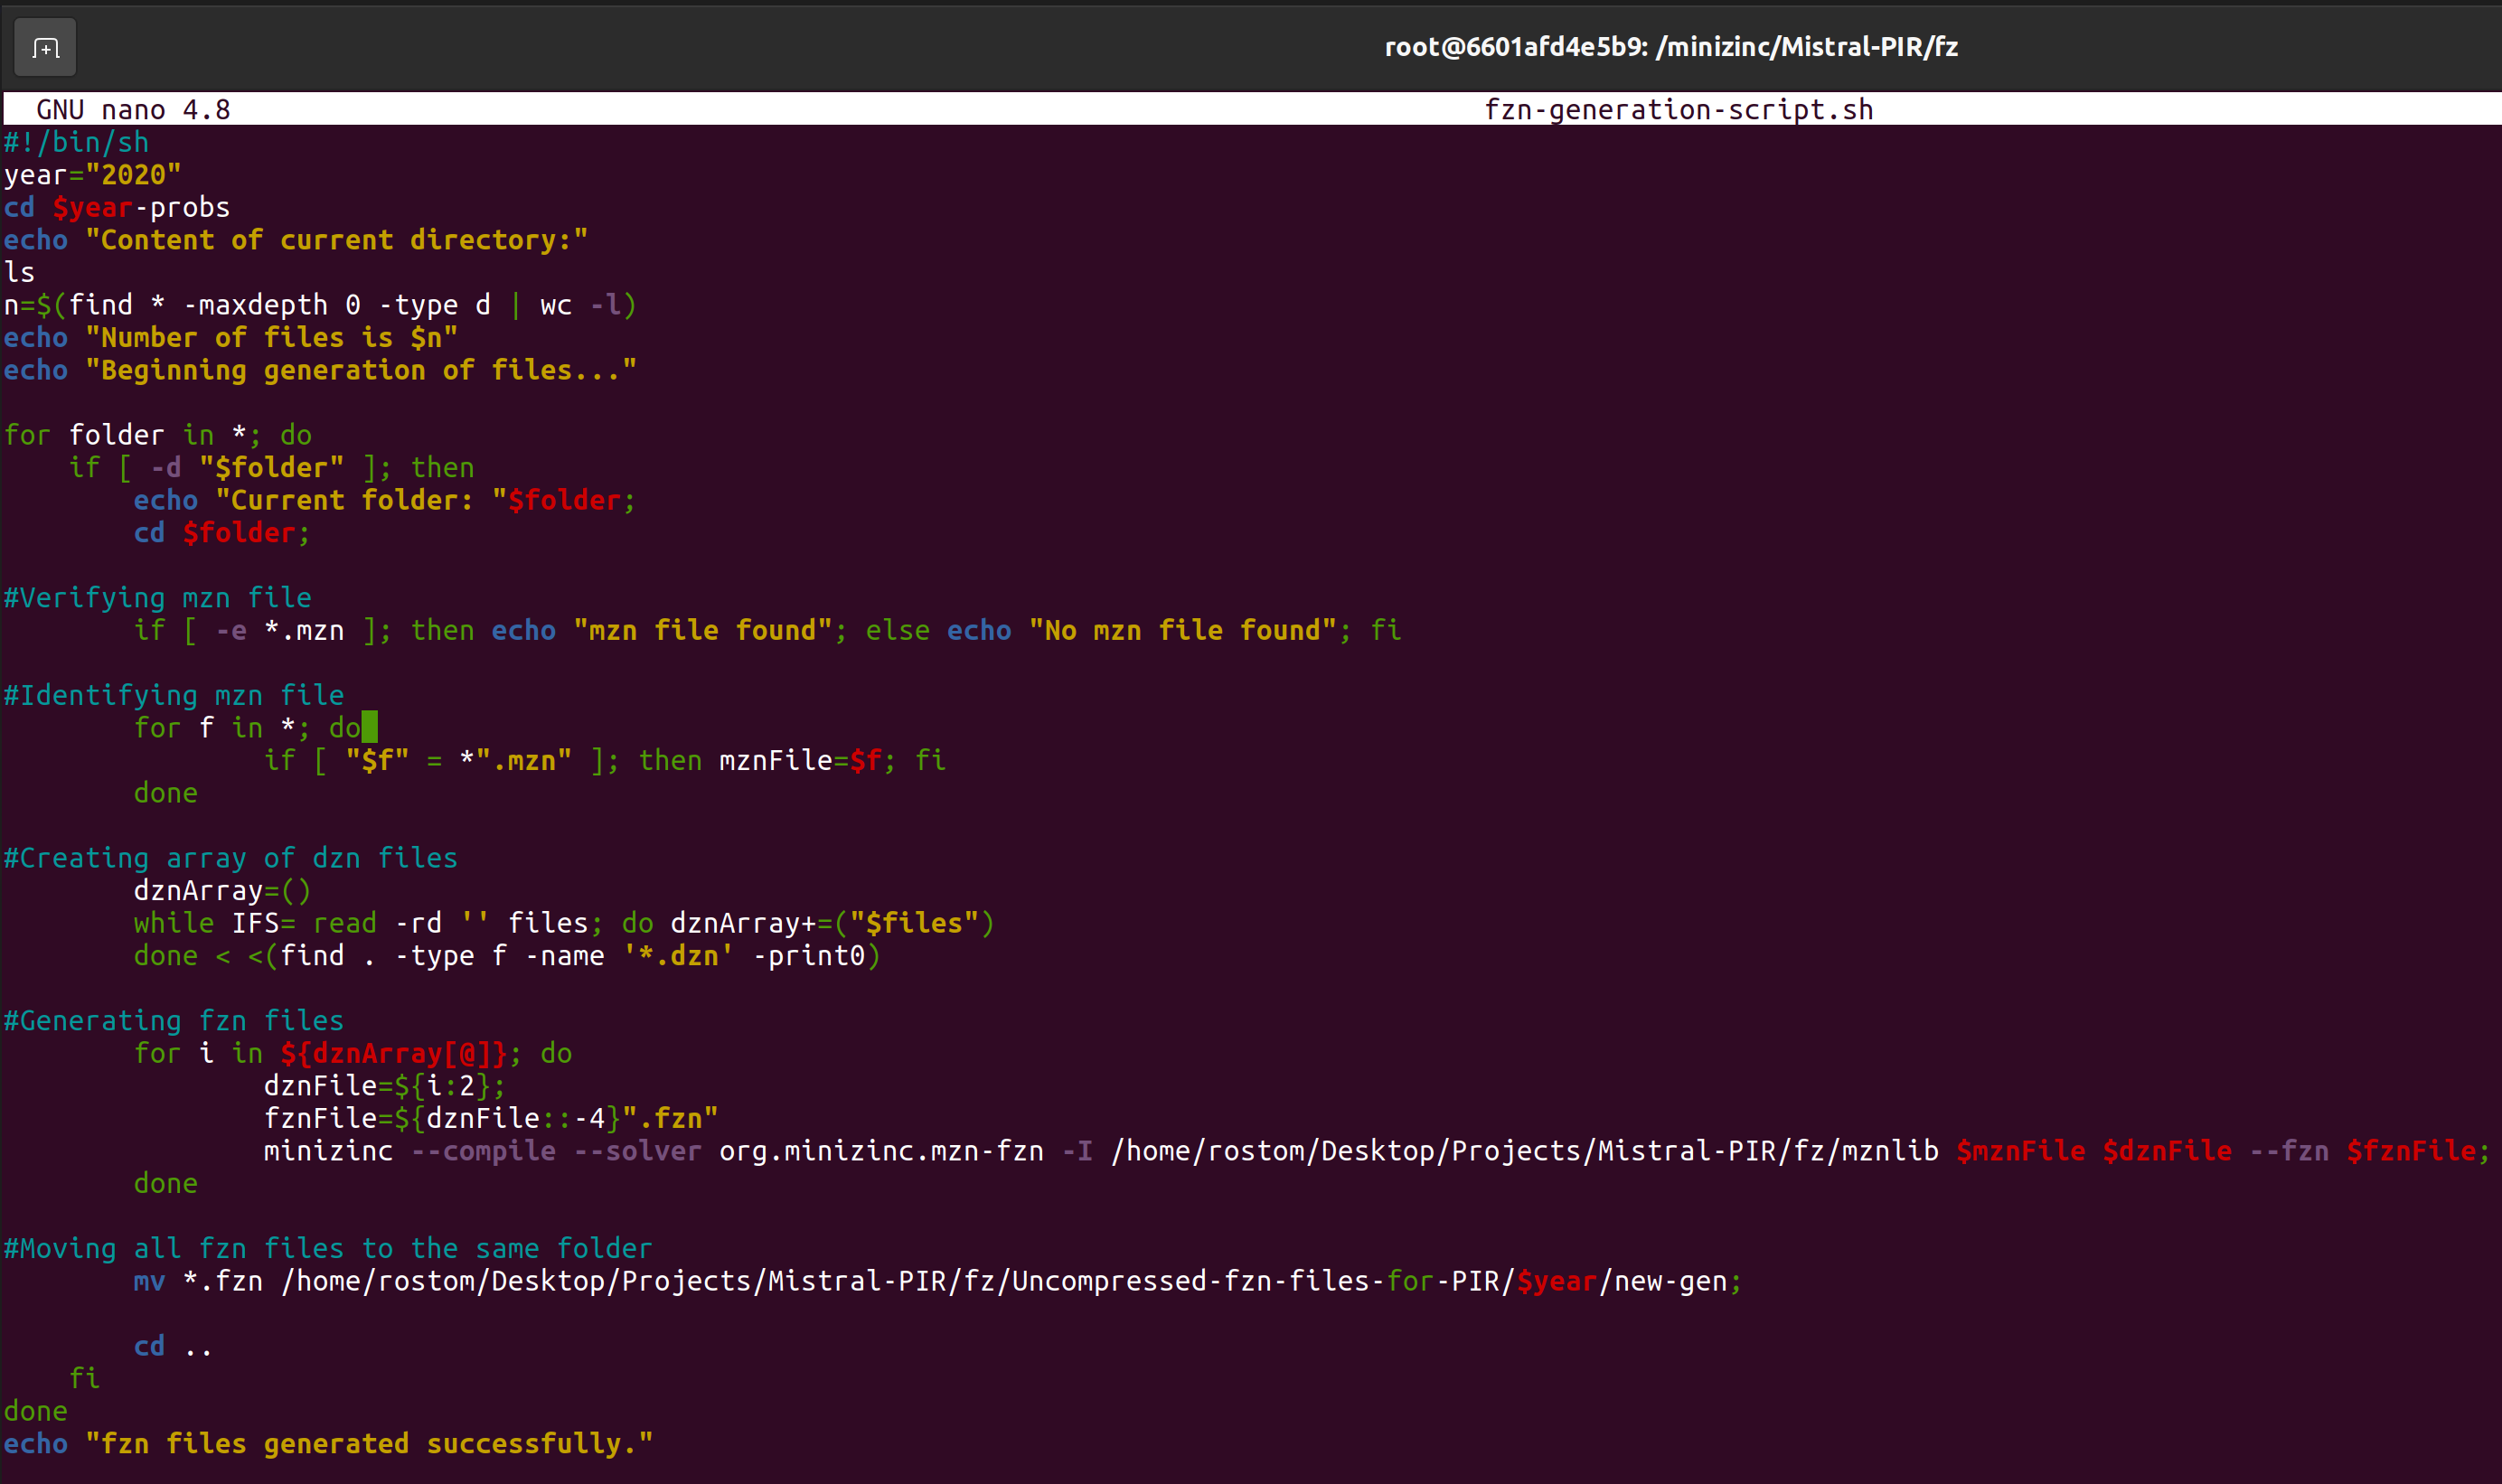 root@6601afd4e5b9: /minizinc/Mistral-PIR/fz
GNU nano 4.8 fzn-generation-script.sh
#!/bin/sh
year="2020"
cd $year-probs
echo "Content of current directory:"
ls
n=$(find * -maxdepth 0 -type d | wc -l)
echo "Number of files is $n"
echo "Beginning generation of files..."
for folder in *; do
if [ -d "$folder" ]; then
echo "Current folder: "$folder;
cd $folder;
#Verifying mzn file
if [ -e *.mzn ]; then echo "mzn file found"; else echo "No mzn file found"; fi
#Identifying mzn file
for f in *; do
if [ "$f" = *".mzn" ]; then mznFile=$f; fi
done
#Creating array of dzn files
dznArray=()
while IFS= read -rd '' files; do dznArray+=("$files")
done < <(find . -type f -name '*.dzn' -print0)
#Generating fzn files
for i in ${dznArray[@]}; do
dznFile=${i:2};
fznFile=${dznFile::-4}".fzn"
minizinc --compile --solver org.minizinc.mzn-fzn -I /home/rostom/Desktop/Projects/Mistral-PIR/fz/mznlib $mznFile $dznFile --fzn $fznFile;
done
#Moving all fzn files to the same folder
mv *.fzn /home/rostom/Desktop/Projects/Mistral-PIR/fz/Uncompressed-fzn-files-for-PIR/$year/new-gen;
cd ..
fi
done
echo "fzn files generated successfully."